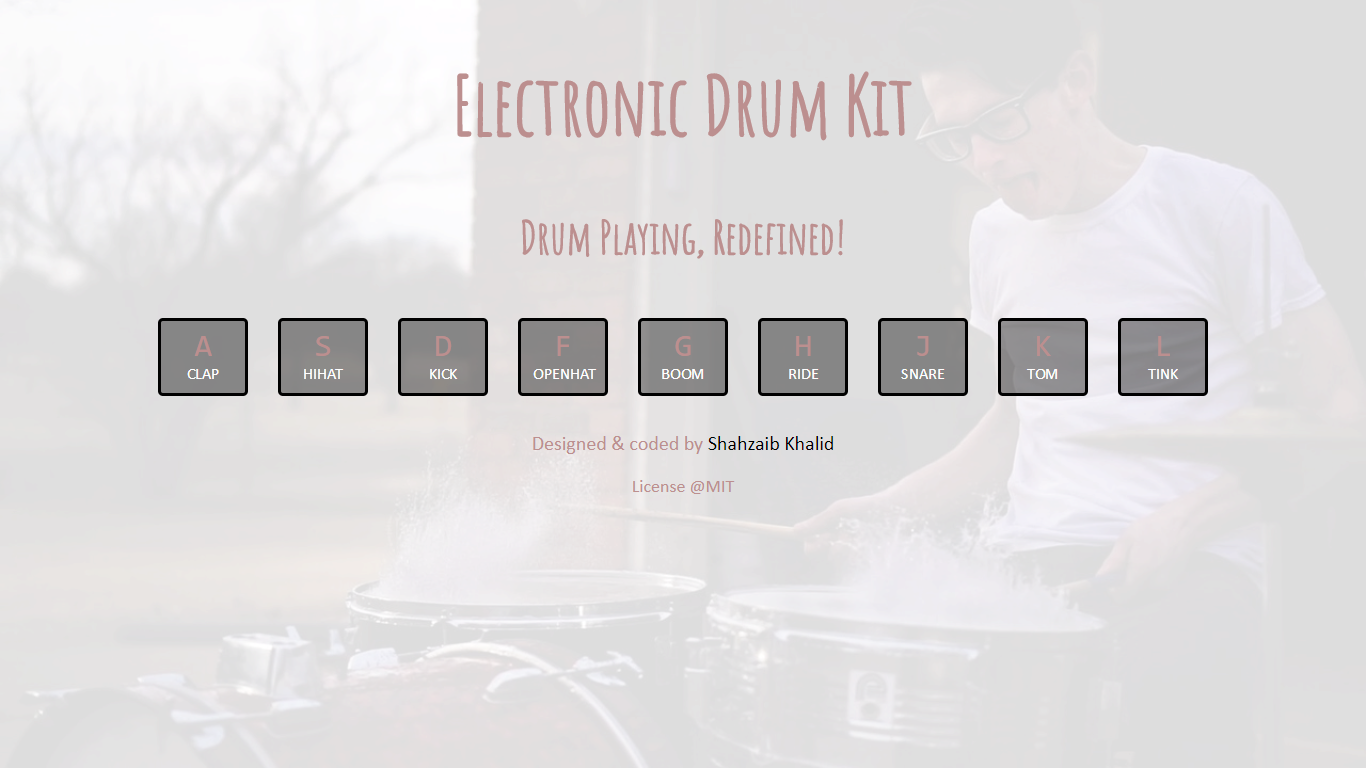 Electronic Drum Kit
Drum Playing, Redefined!
A S D F G H J K L
CLAP HIHAT KICK OPENHAT BOOM RIDE SNARE TOM TINK
Designed & coded by Shahzaib Khalid
License @MIT